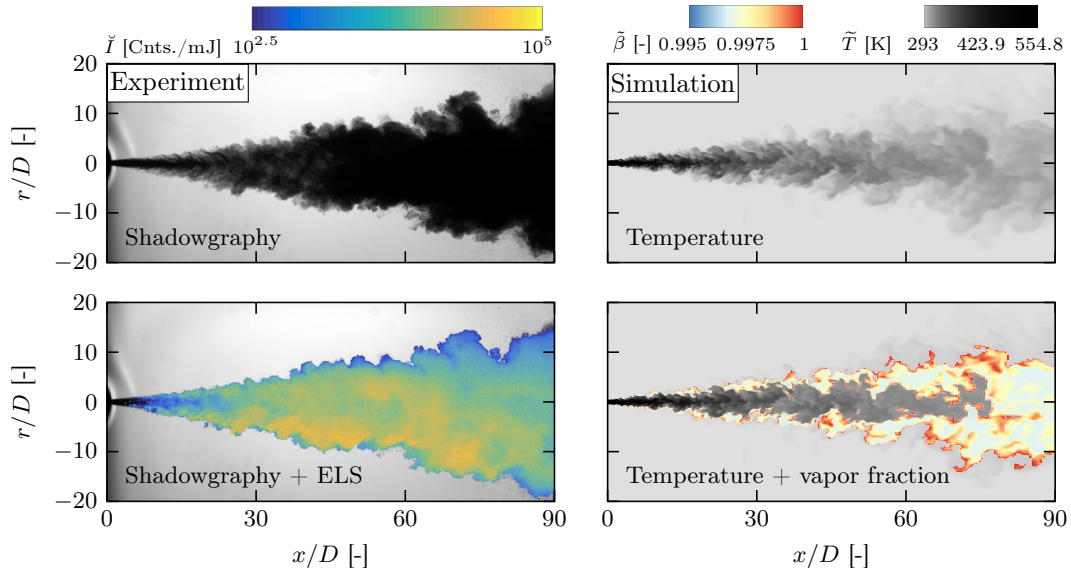 Ĭ [Cnts./mJ] 10^2.5 10^5 β̃ [-] 0.995 0.9975 1 T̃ [K] 293 423.9 554.8
20 Experiment Simulation
10
r/D [-] 0
−10
Shadowgraphy Temperature
−20
20
10
r/D [-] 0
−10
Shadowgraphy + ELS Temperature + vapor fraction
−20
0 30 60 90 0 30 60 90
x/D [-] x/D [-]